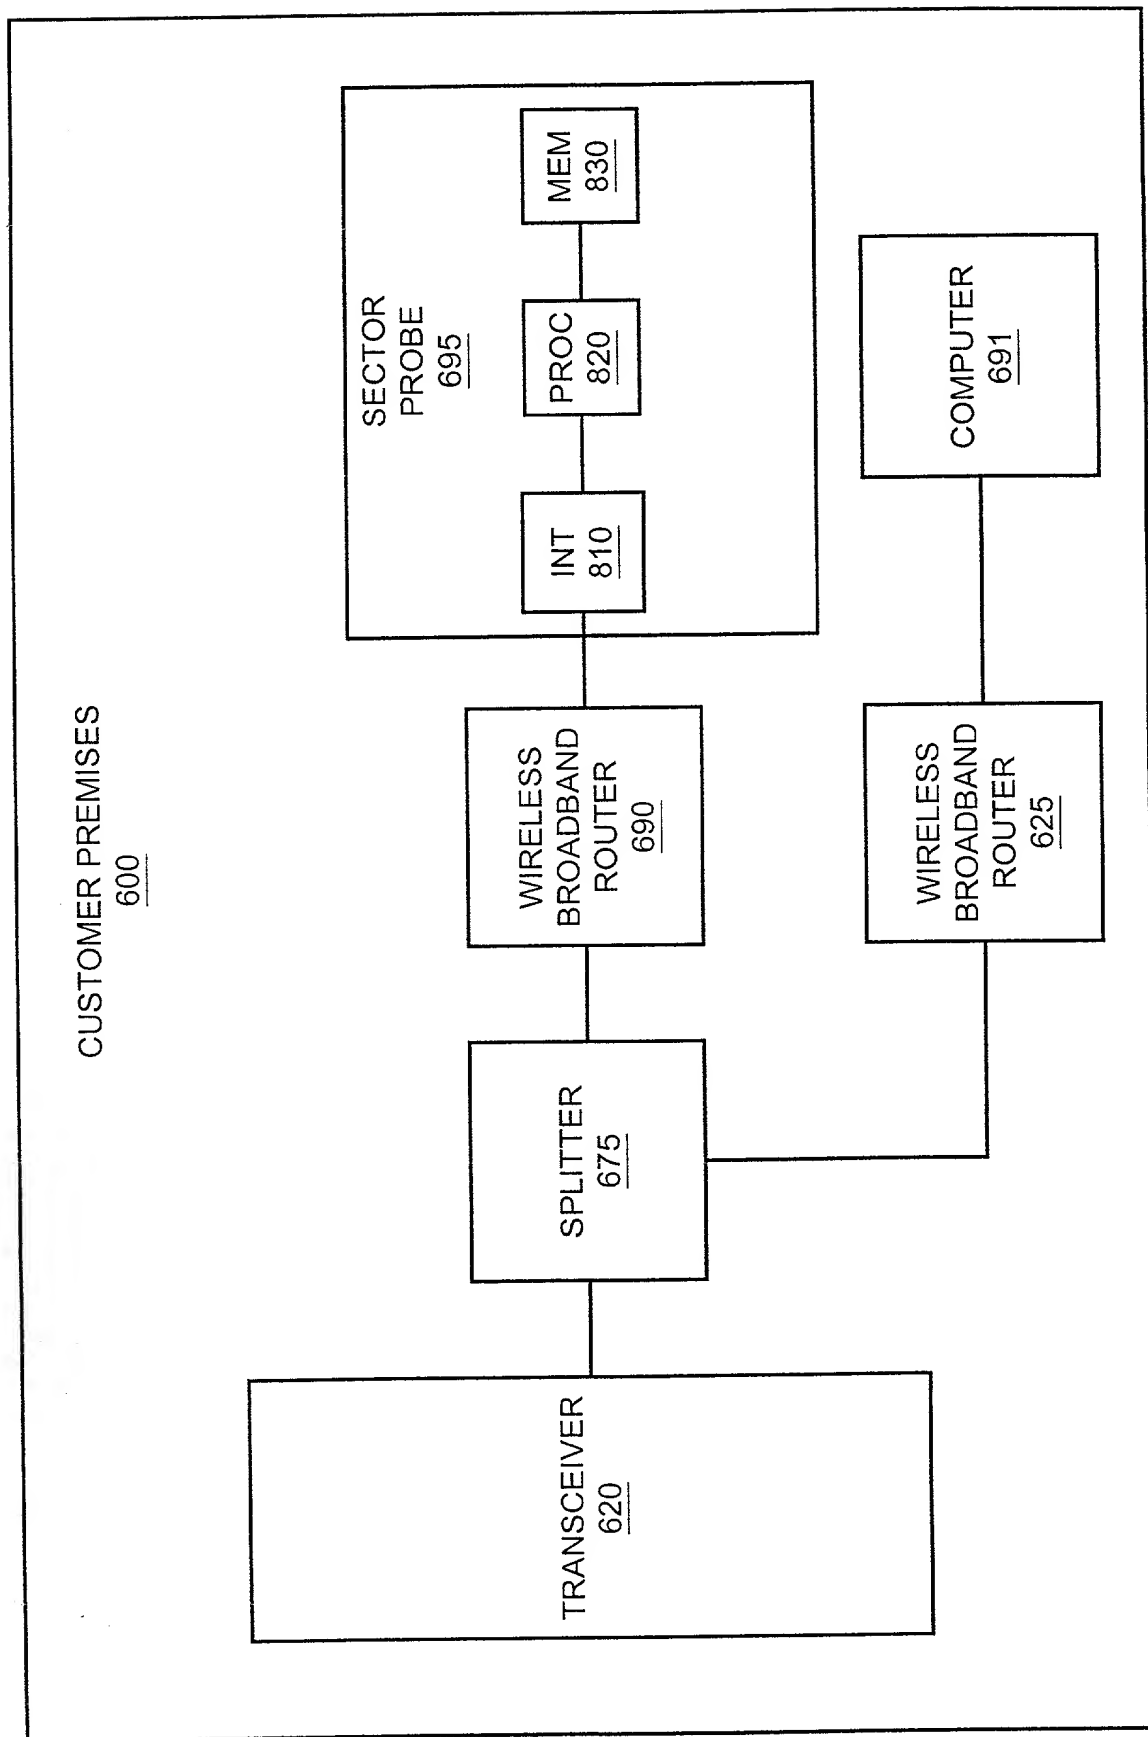 CUSTOMER PREMISES
600
TRANSCEIVER
620
SPLITTER
675
WIRELESS
BROADBAND
ROUTER
690
SECTOR
PROBE
695
INT
810
PROC
820
MEM
830
WIRELESS
BROADBAND
ROUTER
625
COMPUTER
691